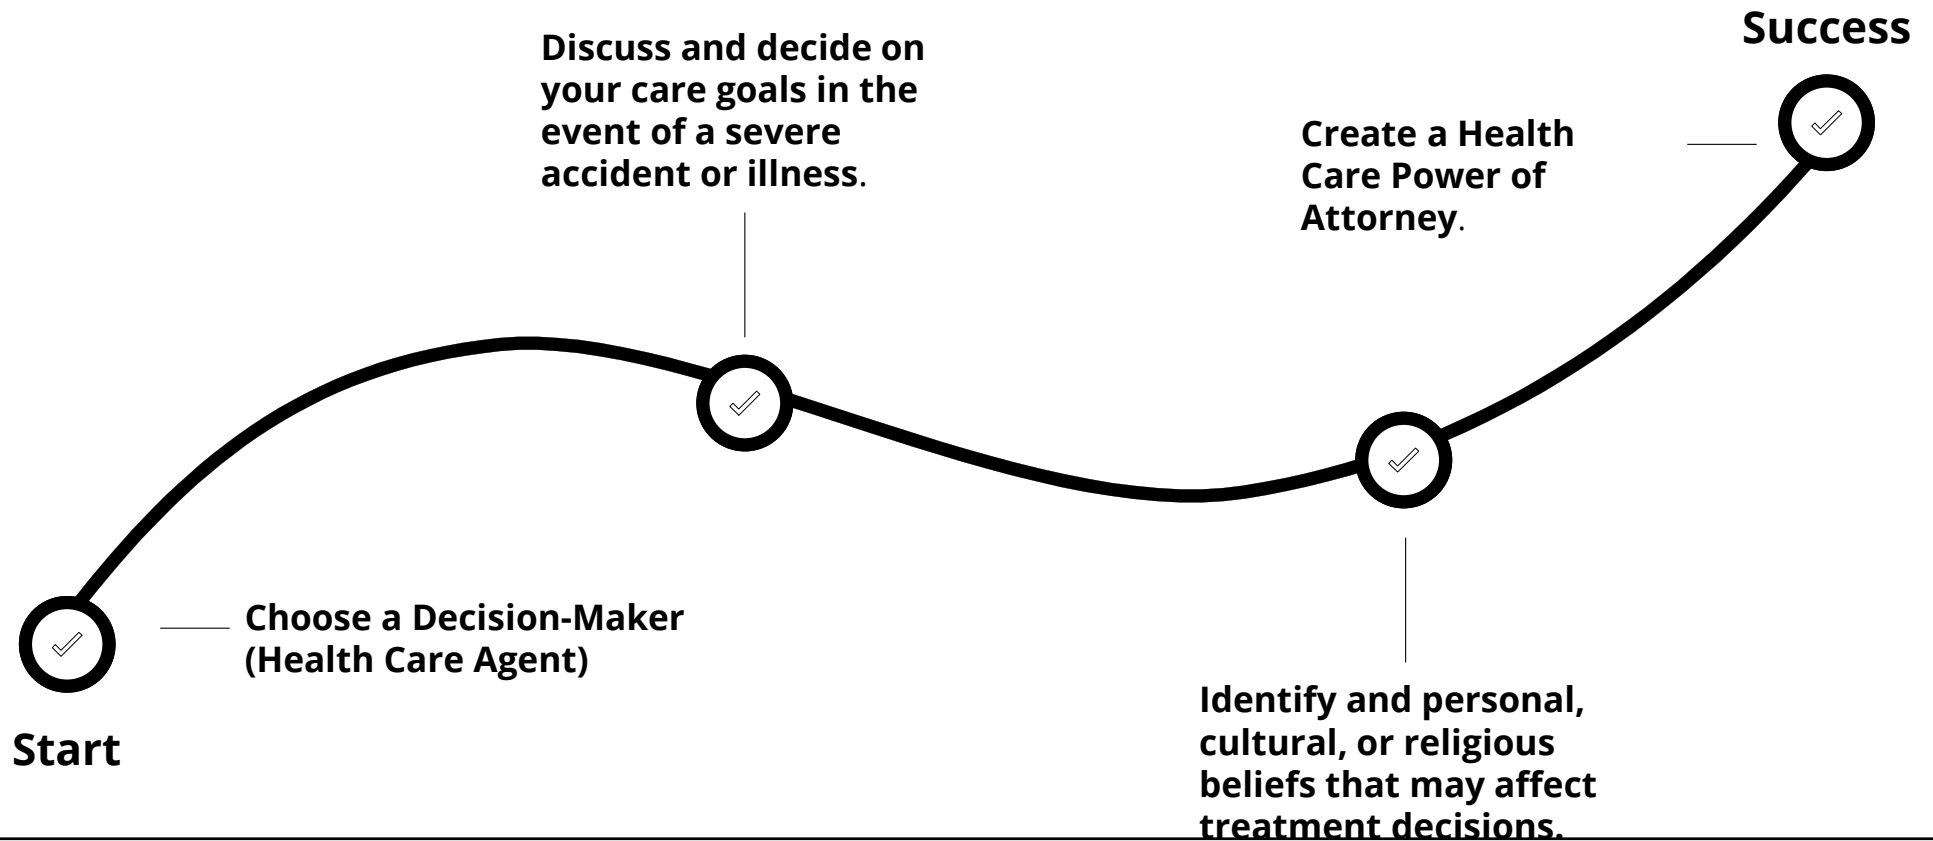 Success
Discuss and decide on
your care goals in the
event of a severe
accident or illness.
Create a Health
Care Power of
Attorney.
Choose a Decision-Maker
(Health Care Agent)
Start
Identify and personal,
cultural, or religious
beliefs that may affect
treatment decisions.